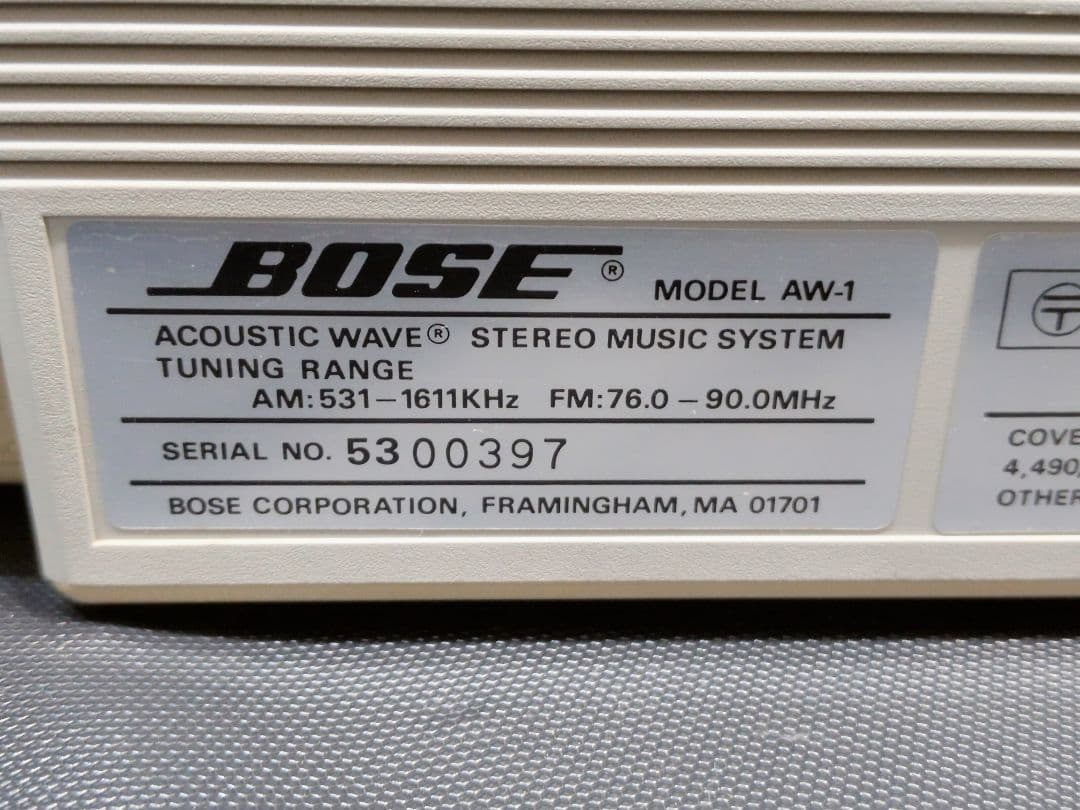 BOSE® MODEL AW-1
ACOUSTIC WAVE® STEREO MUSIC SYSTEM
TUNING RANGE
AM:531–1611KHz FM:76.0–90.0MHz
SERIAL NO. 5300397
BOSE CORPORATION, FRAMINGHAM, MA 01701
T
COVE
4,490,
OTHER